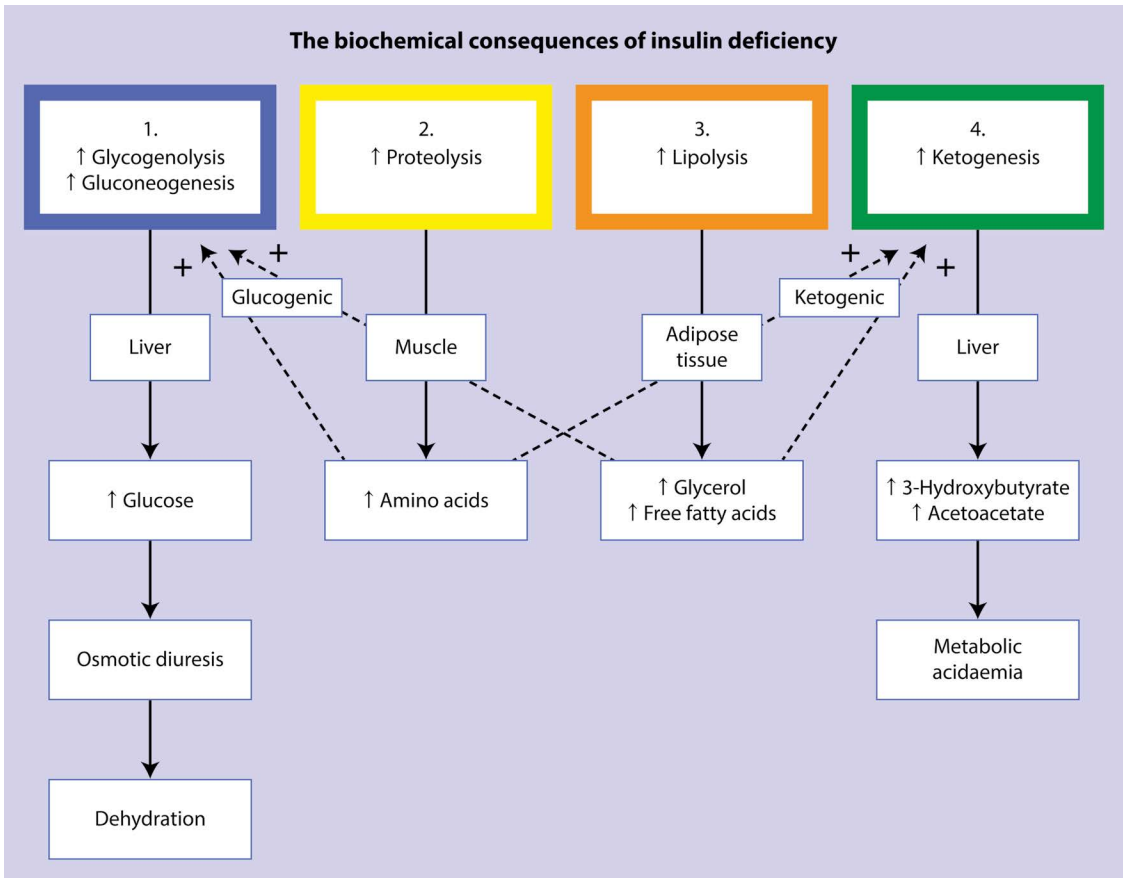 The biochemical consequences of insulin deficiency
1.
↑ Glycogenolysis
↑ Gluconeogenesis
2.
↑ Proteolysis
3.
↑ Lipolysis
4.
↑ Ketogenesis
+
+
+
+
Glucogenic
Ketogenic
Liver
Muscle
Adipose
tissue
Liver
↑ Glucose
↑ Amino acids
↑ Glycerol
↑ Free fatty acids
↑ 3-Hydroxybutyrate
↑ Acetoacetate
Osmotic diuresis
Metabolic
acidaemia
Dehydration